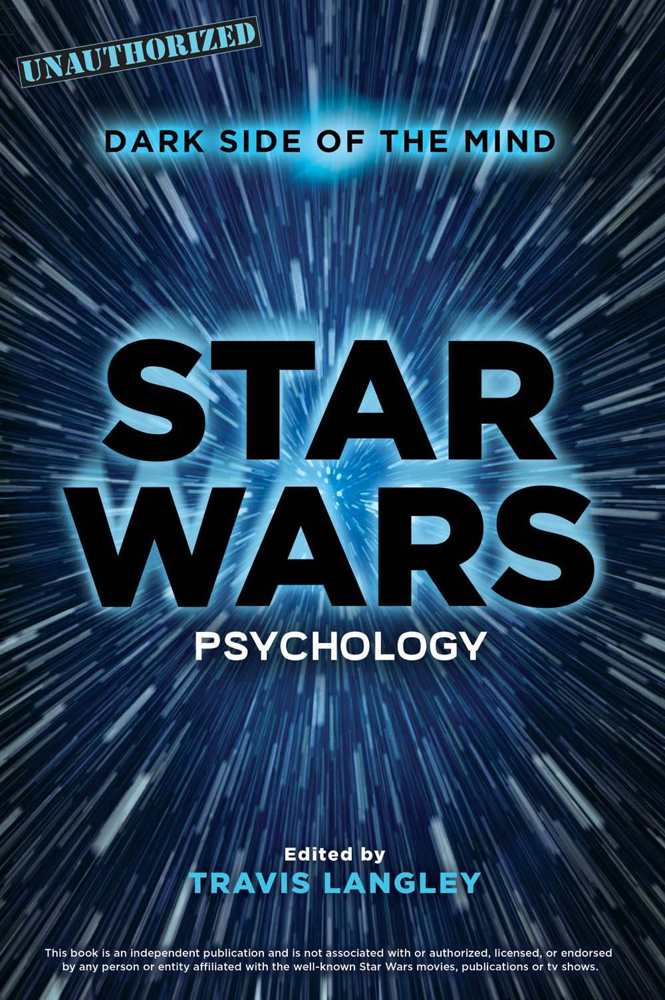 UNAUTHORIZED
DARK SIDE OF THE MIND
STAR
WARS
PSYCHOLOGY
Edited by
TRAVIS LANGLEY
This book is an independent publication and is not associated with or authorized, licensed, or endorsed
by any person or entity affiliated with the well-known Star Wars movies, publications or tv shows.